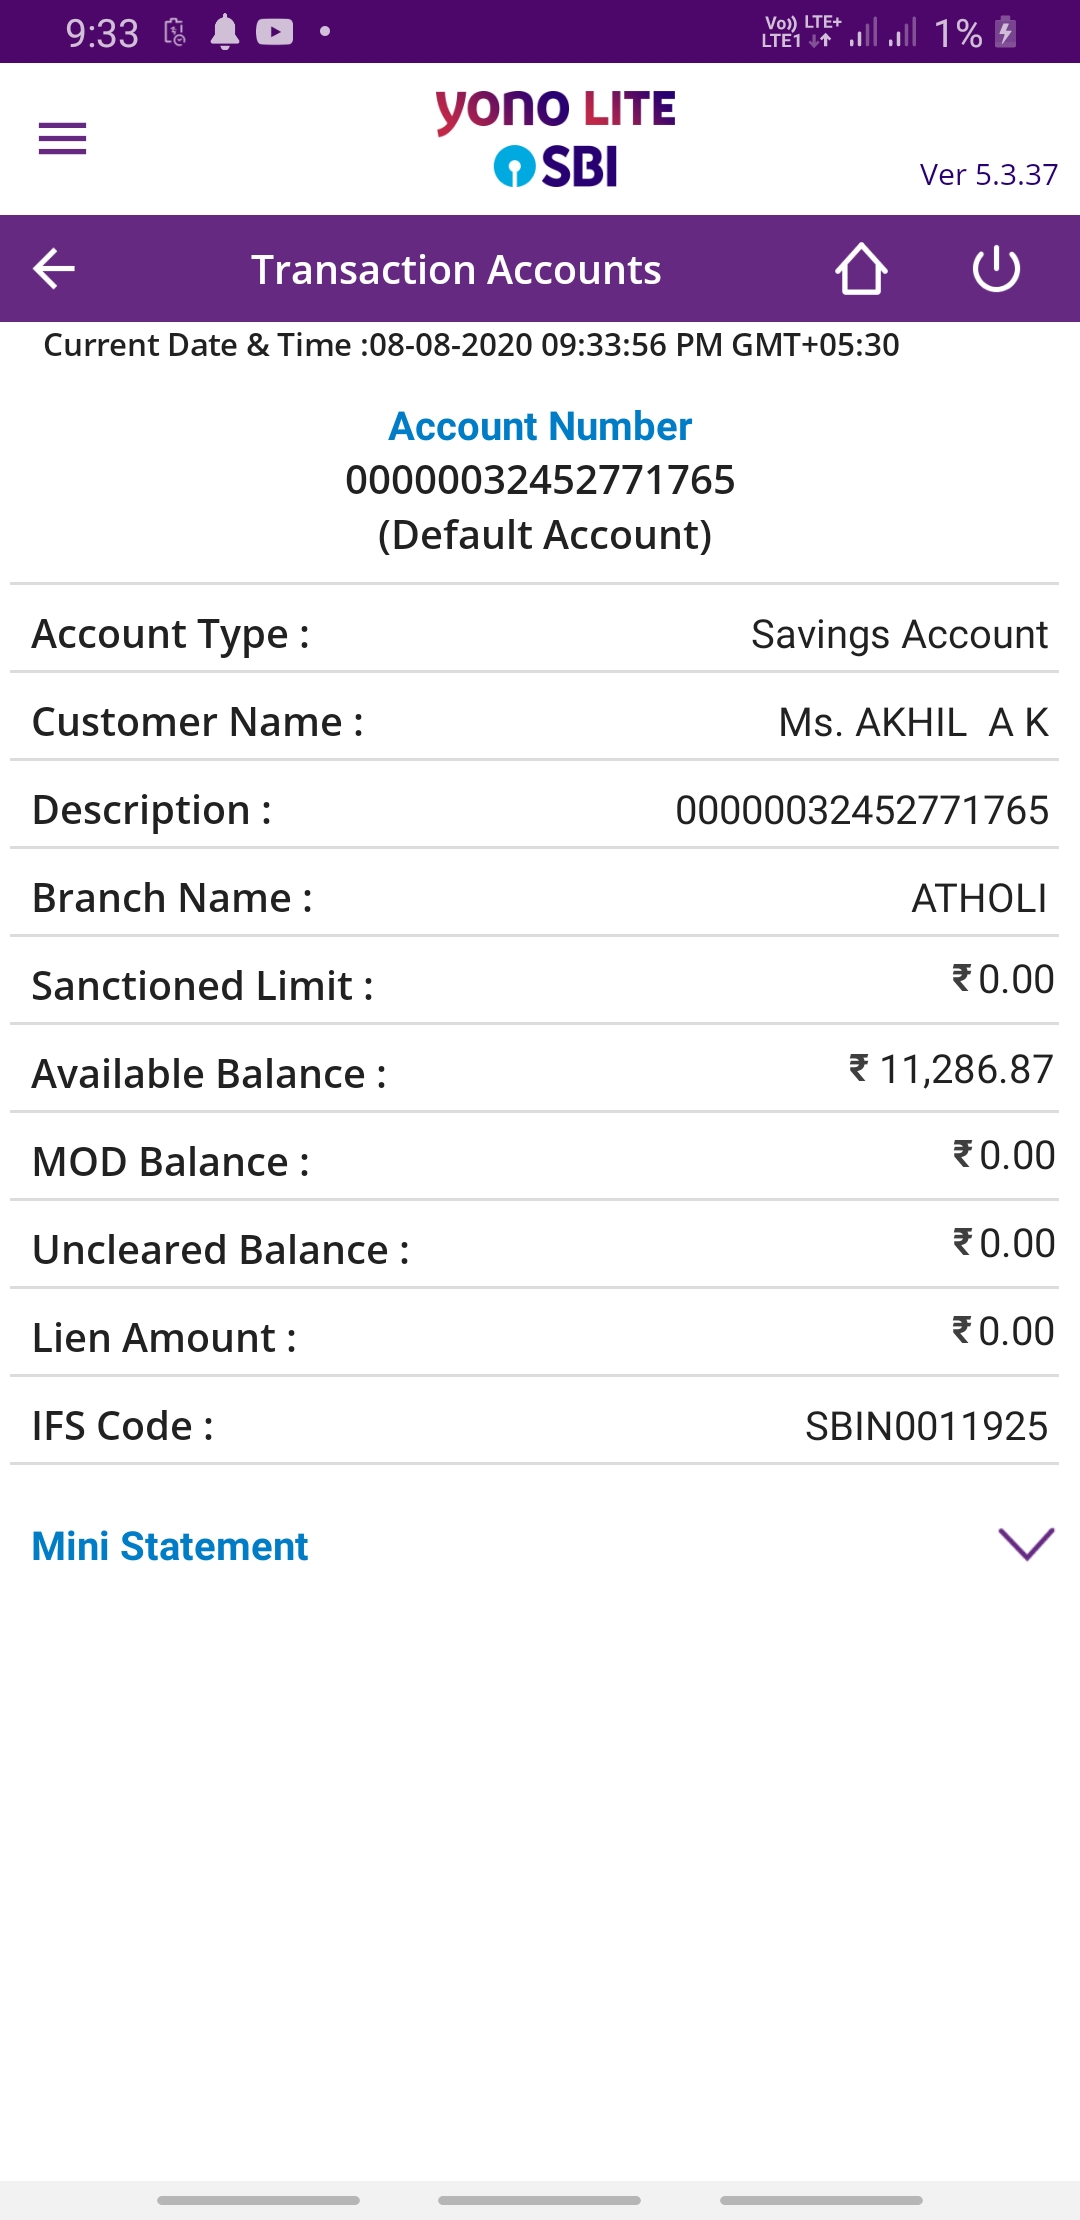 9:33 Vo)) LTE+ LTE1 1%
yono LITE
SBI
Ver 5.3.37
Transaction Accounts
Current Date & Time :08-08-2020 09:33:56 PM GMT+05:30
Account Number
00000032452771765
(Default Account)
Account Type : Savings Account
Customer Name : Ms. AKHIL  A K
Description : 00000032452771765
Branch Name : ATHOLI
Sanctioned Limit : ₹ 0.00
Available Balance : ₹ 11,286.87
MOD Balance : ₹ 0.00
Uncleared Balance : ₹ 0.00
Lien Amount : ₹ 0.00
IFS Code : SBIN0011925
Mini Statement